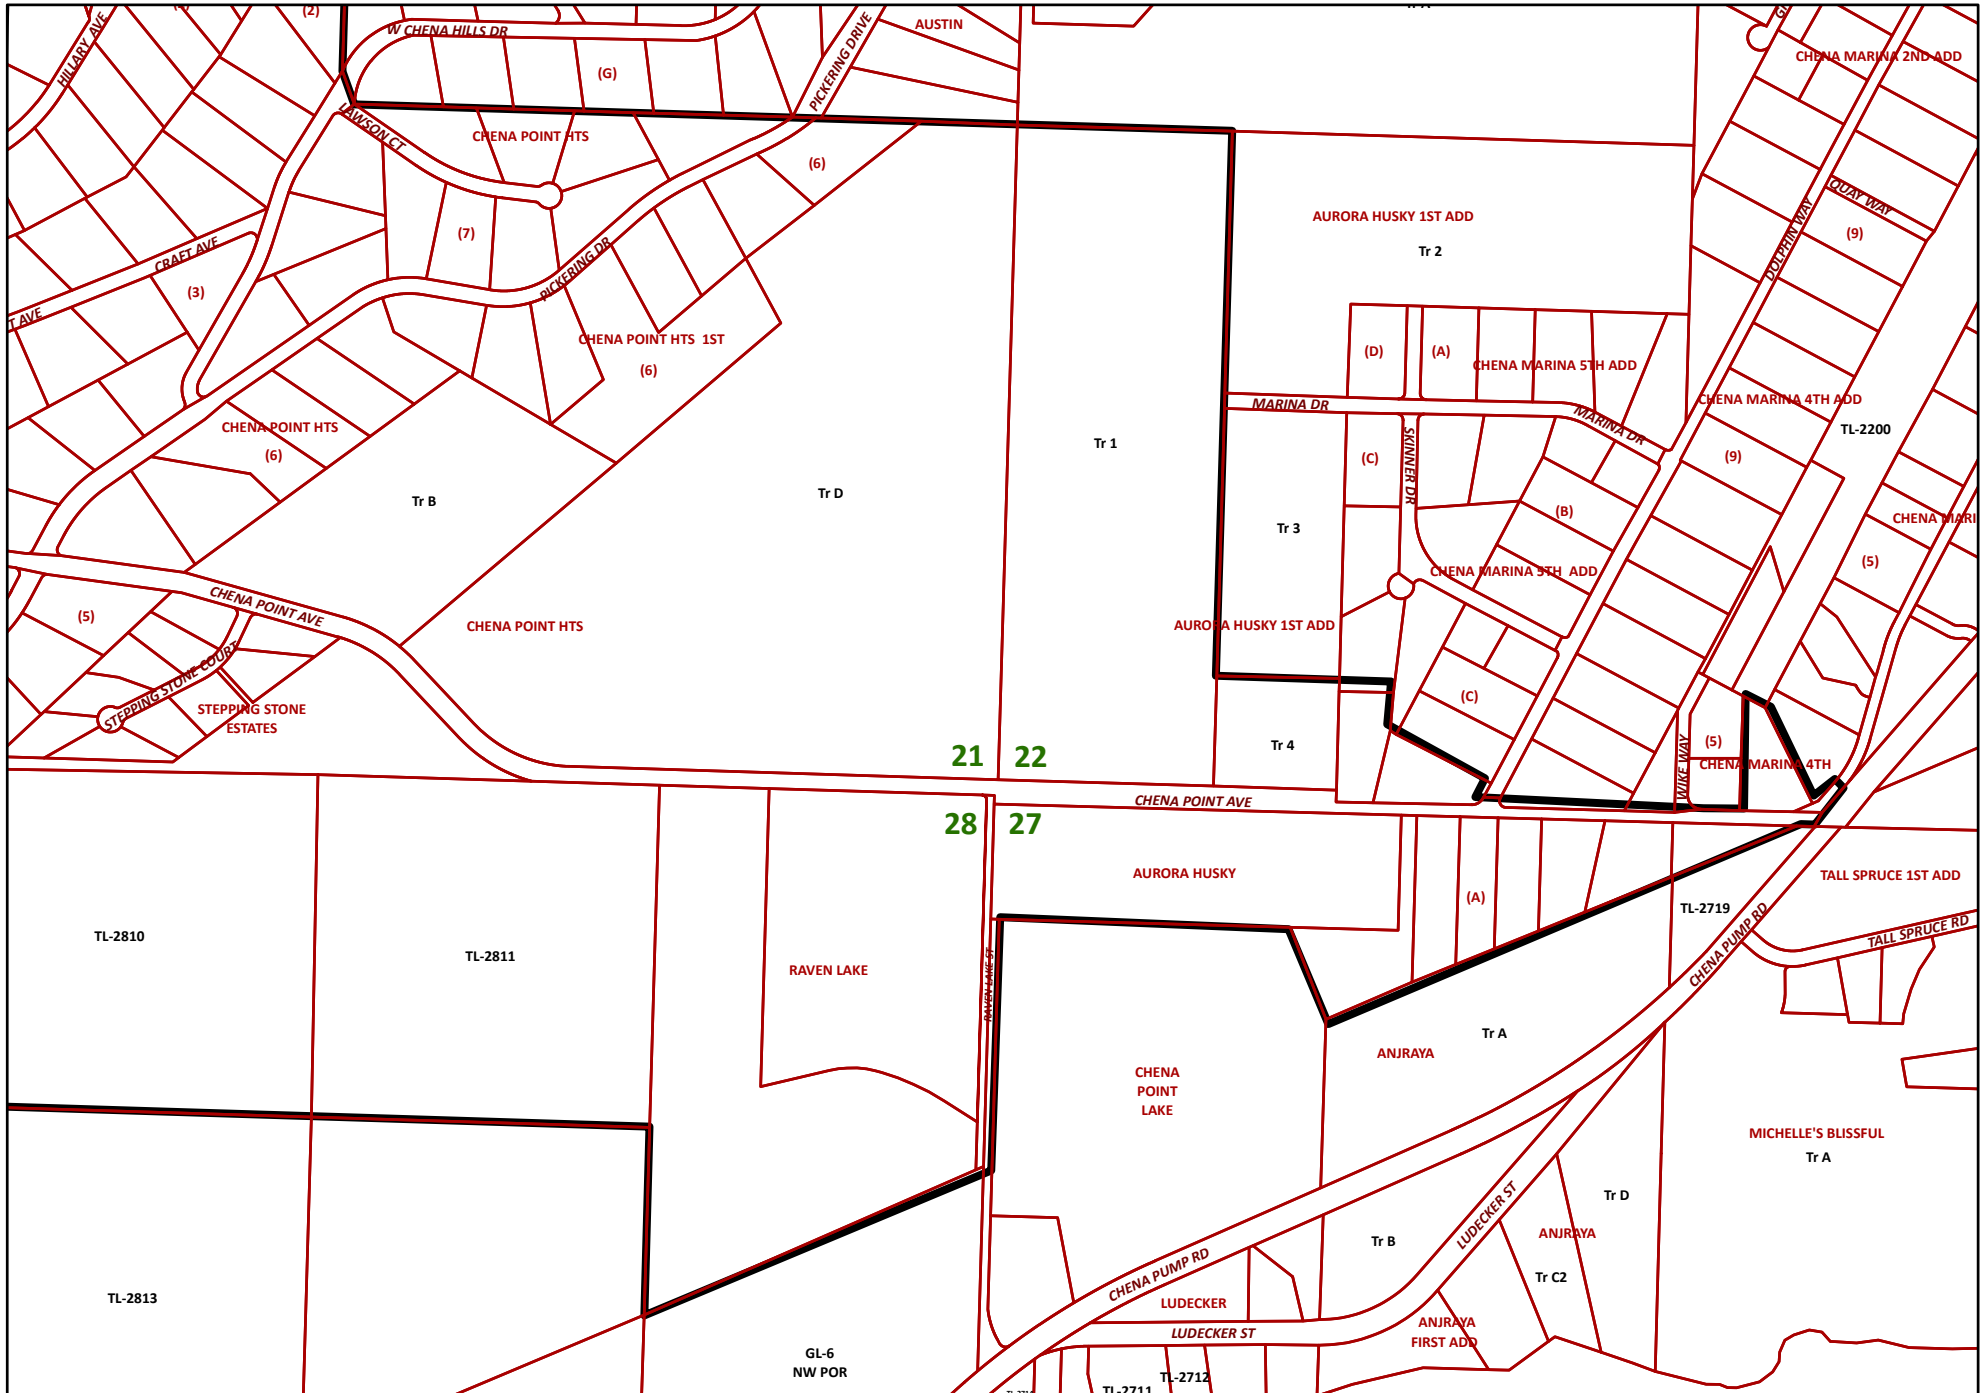 (2)
HILLARY AVE
W CHENA HILLS DR
(G)
PICKERING DRIVE
AUSTIN
CHENA MARINA 2ND ADD
LAWSON CT
CHENA POINT HTS
(6)
(7)
CRAFT AVE
(3)
T AVE
PICKERING DR
CHENA POINT HTS 1ST
(6)
CHENA POINT HTS
(6)
Tr B
Tr D
Tr 1
AURORA HUSKY 1ST ADD
Tr 2
QUAY WAY
(9)
DOLPHIN WAY
(D)
(A)
CHENA MARINA 5TH ADD
MARINA DR
MARINA DR
CHENA MARINA 4TH ADD
TL-2200
SKINNER DR
(C)
(9)
Tr 3
(B)
CHENA MARI
(5)
CHENA MARINA 5TH ADD
AURORA HUSKY 1ST ADD
CHENA POINT AVE
(5)
CHENA POINT HTS
STEPPING STONE COURT
STEPPING STONE
ESTATES
(C)
Tr 4
WIKE WAY
(5)
CHENA MARINA 4TH
21
22
28
27
CHENA POINT AVE
AURORA HUSKY
(A)
TALL SPRUCE 1ST ADD
TL-2719
CHENA PUMP RD
TALL SPRUCE RD
TL-2810
TL-2811
RAVEN LAKE
RAVEN LAKE ST
Tr A
ANJRAYA
CHENA
POINT
LAKE
MICHELLE'S BLISSFUL
Tr A
Tr D
LUDECKER ST
Tr B
ANJRAYA
Tr C2
CHENA PUMP RD
TL-2813
LUDECKER
LUDECKER ST
ANJRAYA
FIRST ADD
GL-6
NW POR
TL-2712
TL-2711